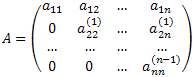 A = ( a₁₁ a₁₂ … a₁ₙ
0 a₂₂⁽¹⁾ … a₂ₙ⁽¹⁾
… … … …
0 0 … aₙₙ⁽ⁿ⁻¹⁾ )